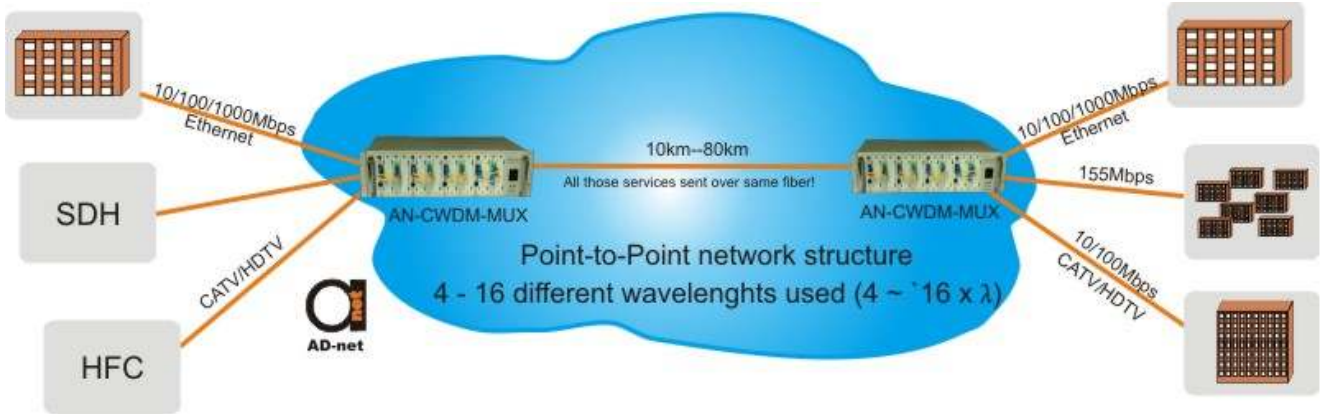 10/100/1000Mbps
Ethernet
SDH
CATV/HDTV
HFC
AN-CWDM-MUX
10km--80km
All those services sent over same fiber!
AN-CWDM-MUX
Point-to-Point network structure
4 - 16 different wavelenghts used (4 ~ `16 x λ)
a
net
AD-net
10/100/1000Mbps
Ethernet
155Mbps
10/100Mbps
CATV/HDTV